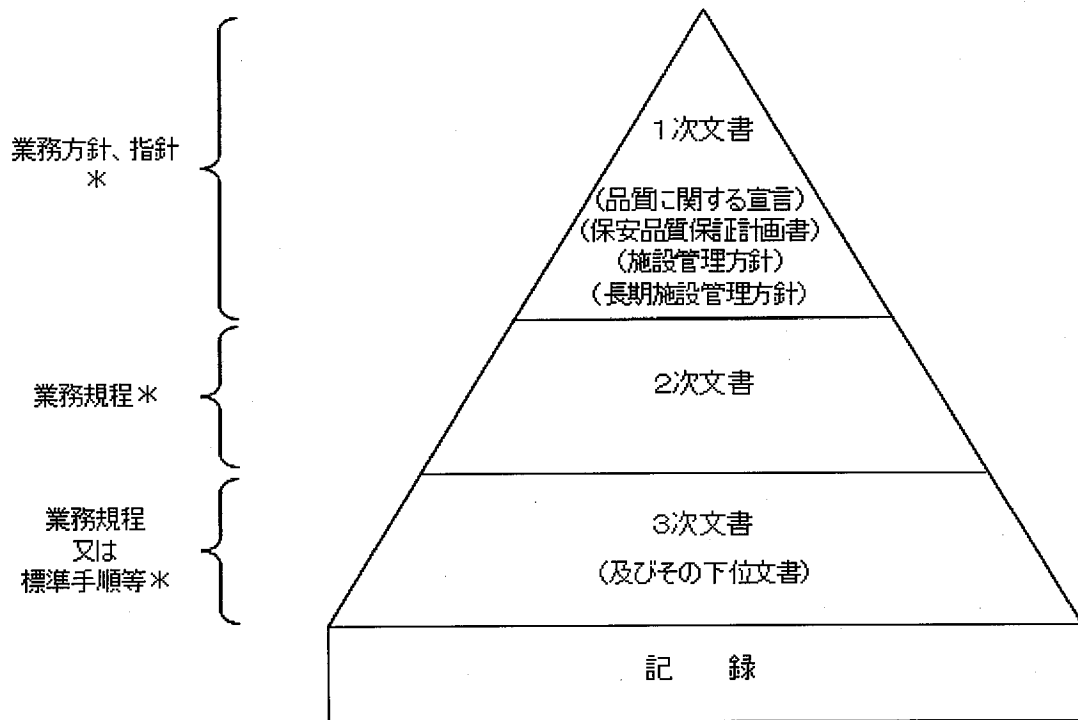 業務方針、指針
＊
業務規程＊
業務規程
又は
標準手順等＊
１次文書
（品質に関する宣言）
（保安品質保証計画書）
（施設管理方針）
（長期施設管理方針）
２次文書
３次文書
（及びその下位文書）
記　　録